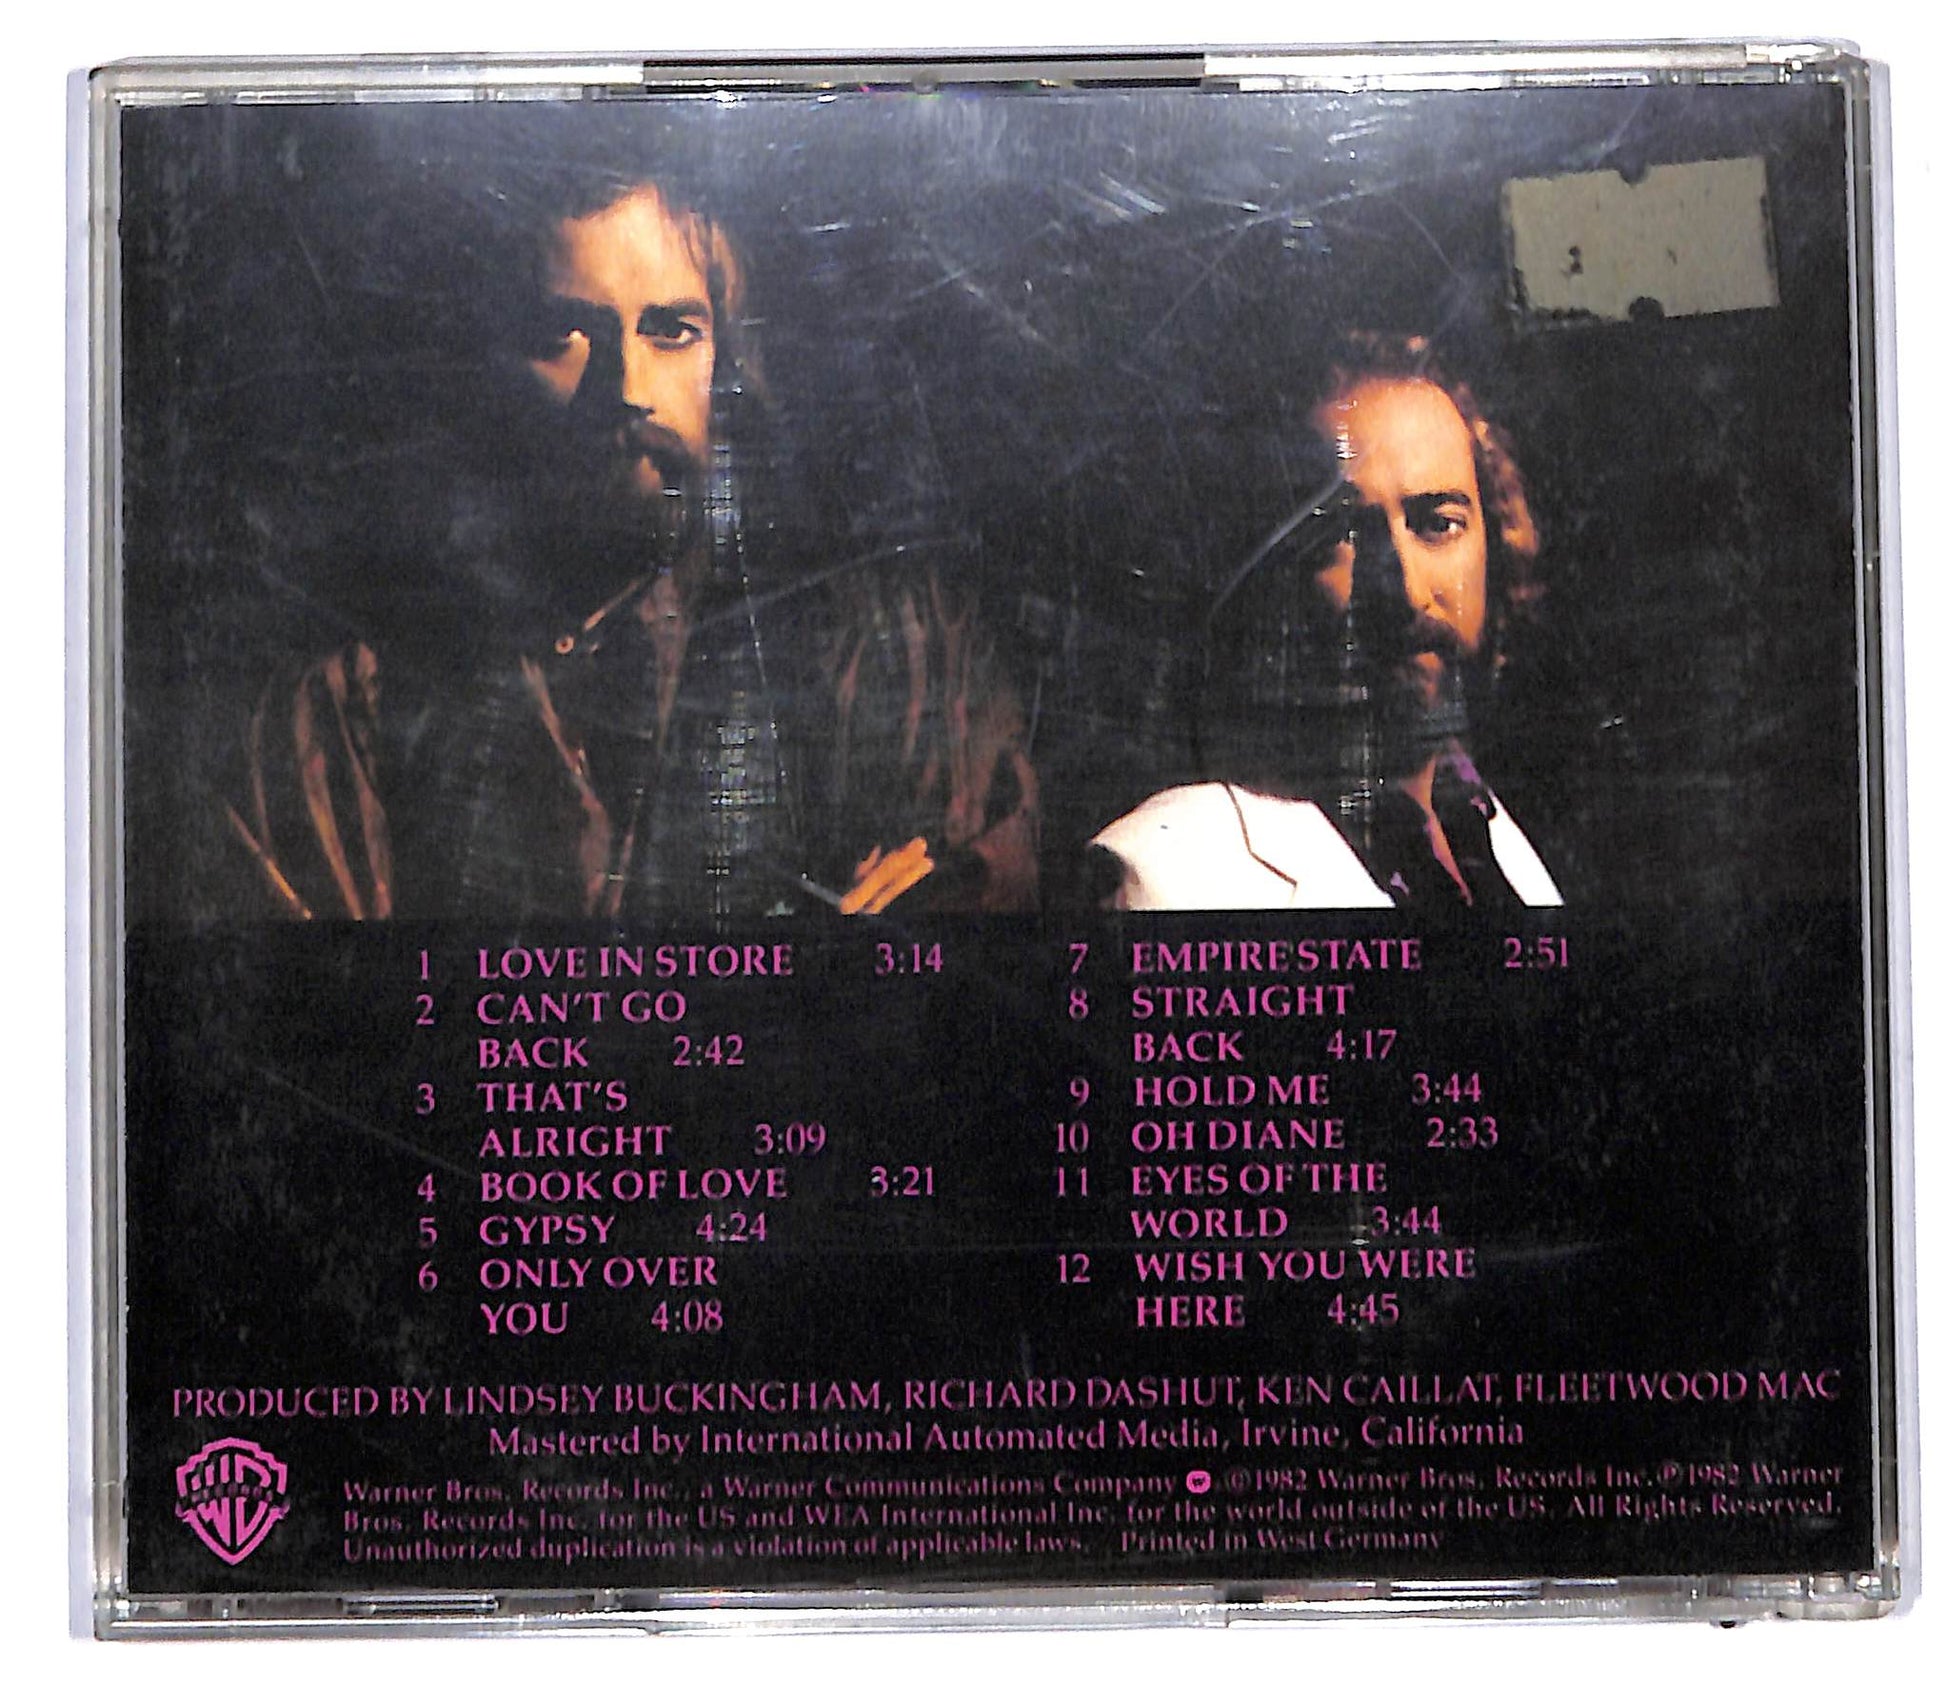 1 LOVE IN STORE 3:14
2 CAN'T GO
BACK 2:42
3 THAT'S
ALRIGHT 3:09
4 BOOK OF LOVE 3:21
5 GYPSY 4:24
6 ONLY OVER
YOU 4:08
7 EMPIRE STATE 2:51
8 STRAIGHT
BACK 4:17
9 HOLD ME 3:44
10 OH DIANE 2:33
11 EYES OF THE
WORLD 3:44
12 WISH YOU WERE
HERE 4:45
PRODUCED BY LINDSEY BUCKINGHAM, RICHARD DASHUT, KEN CAILLAT, FLEETWOOD MAC
Mastered by International Automated Media, Irvine, California
Warner Bros. Records Inc., a Warner Communications Company ©1982 Warner Bros. Records Inc. ℗1982 Warner
Bros. Records Inc. for the US and WEA International Inc. for the world outside of the US. All Rights Reserved.
Unauthorized duplication is a violation of applicable laws. Printed in West Germany
RECORDS